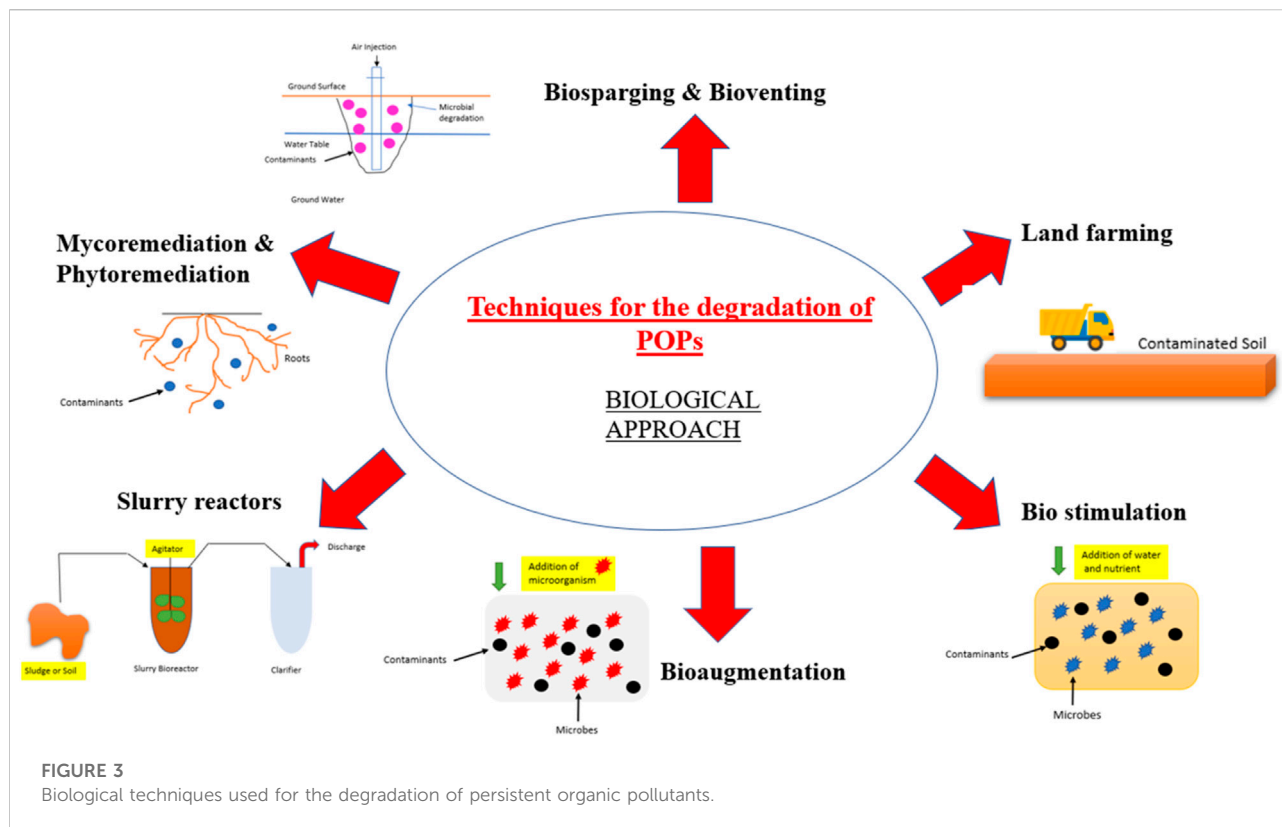 Air Injection
Ground Surface
Microbial
degradation
Water Table
Contaminants
Ground Water
Biosparging & Bioventing
Mycoremediation &
Phytoremediation
Roots
Contaminants
Land farming
Contaminated Soil
Techniques for the degradation of
POPs
BIOLOGICAL
APPROACH
Slurry reactors
Agitator
Discharge
Sludge or Soil
Slurry Bioreactor
Clarifier
Addition of
microorganism
Contaminants
Microbes
Bioaugmentation
Bio stimulation
Addition of water
and nutrient
Contaminants
Microbes
FIGURE 3
Biological techniques used for the degradation of persistent organic pollutants.